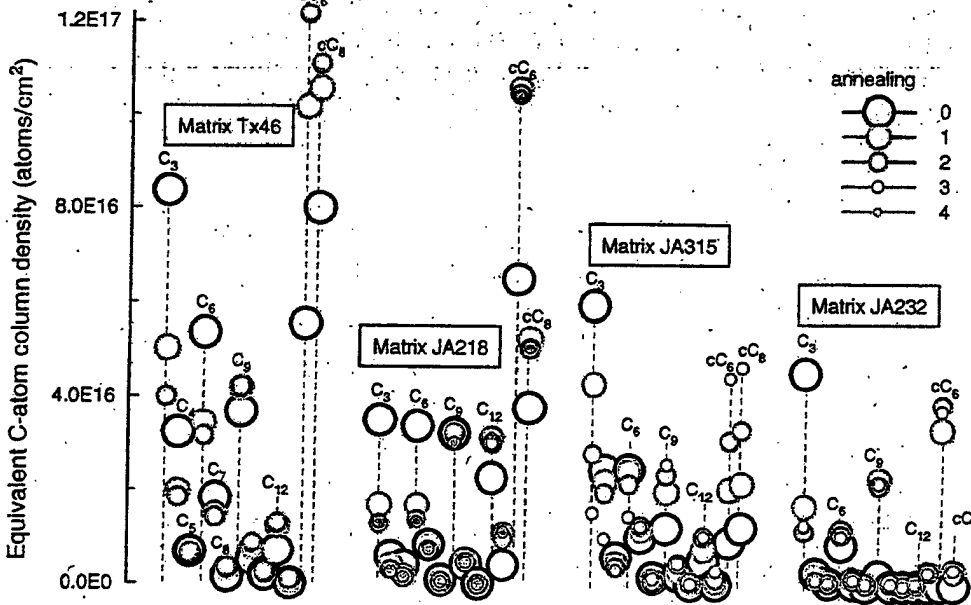 Equivalent C-atom column density (atoms/cm²)
1.2E17
8.0E16
4.0E16
0.0E0
annealing
0
1
2
3
4
Matrix Tx46
C₃
C₄
C₅
C₆
C₇
C₈
C₉
C₁₂
cC₈
Matrix JA218
C₃
C₆
C₉
C₁₂
cC₆
cC₈
Matrix JA315
C₃
C₆
C₉
C₁₂
cC₆
cC₈
Matrix JA232
C₃
C₆
C₉
C₁₂
cC₆